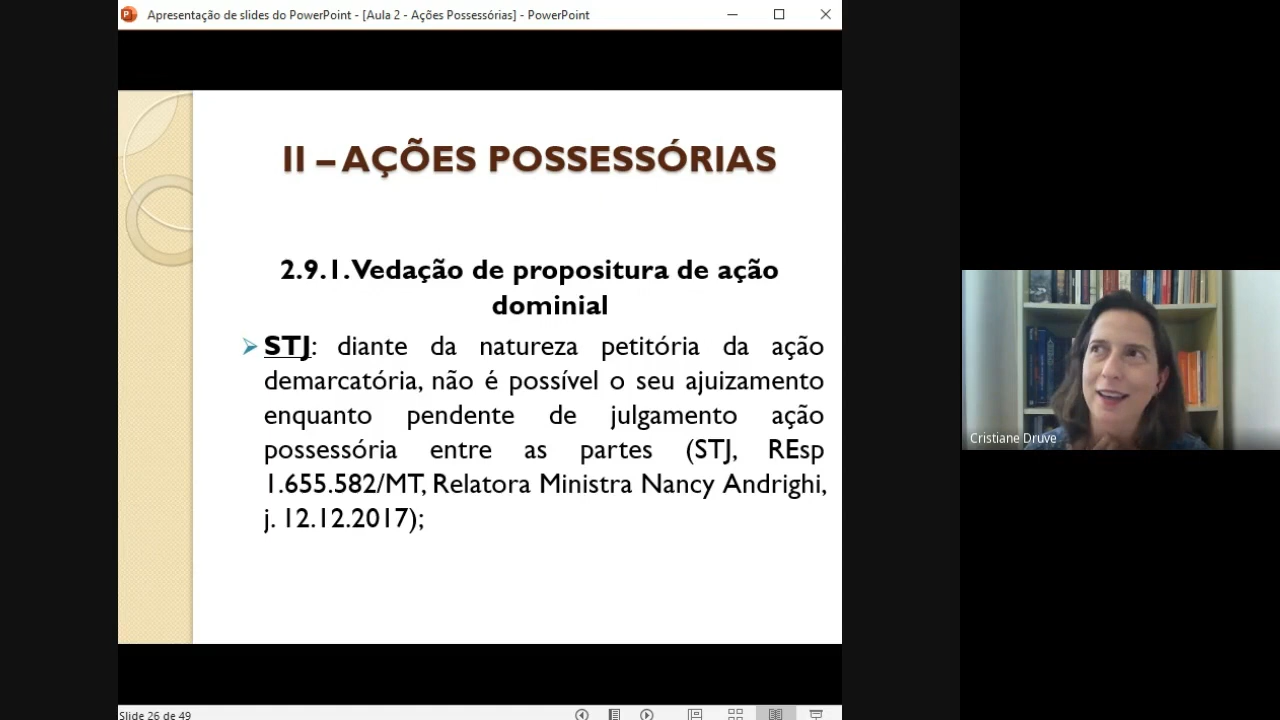 Apresentação de slides do PowerPoint - [Aula 2 - Ações Possessórias] - PowerPoint
II – AÇÕES POSSESSÓRIAS
2.9.1. Vedação de propositura de ação
dominial
STJ: diante da natureza petitória da ação
demarcatória, não é possível o seu ajuizamento
enquanto pendente de julgamento ação
possessória entre as partes (STJ, REsp
1.655.582/MT, Relatora Ministra Nancy Andrighi,
j. 12.12.2017);
Cristiane Druve
Slide 26 de 49